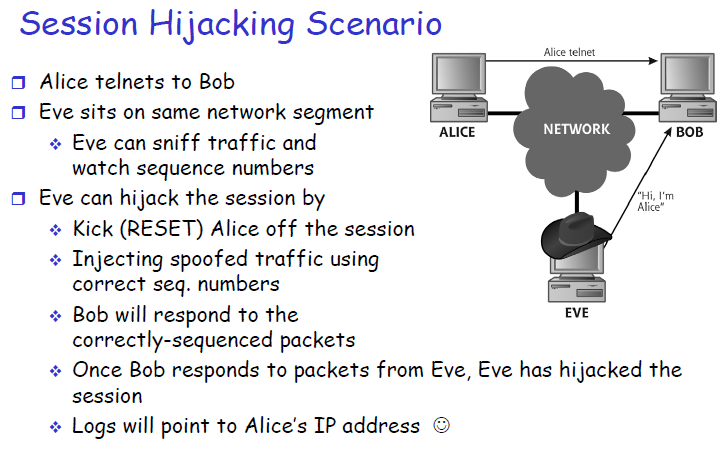 Session Hijacking Scenario
Alice telnets to Bob
Eve sits on same network segment
Eve can sniff traffic and
watch sequence numbers
Eve can hijack the session by
Kick (RESET) Alice off the session
Injecting spoofed traffic using
correct seq. numbers
Bob will respond to the
correctly-sequenced packets
Once Bob responds to packets from Eve, Eve has hijacked the
session
Logs will point to Alice's IP address ☺
Alice telnet
ALICE
NETWORK
BOB
"Hi, I'm
Alice"
EVE